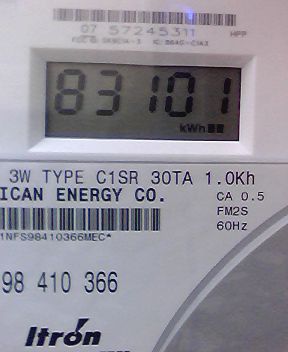 07 57245311
HPP
83101
kWh
3W TYPE C1SR 30TA 1.0Kh
ICAN ENERGY CO.
CA 0.5
FM2S
60Hz
1NFS98410366MEC*
98 410 366
Itron